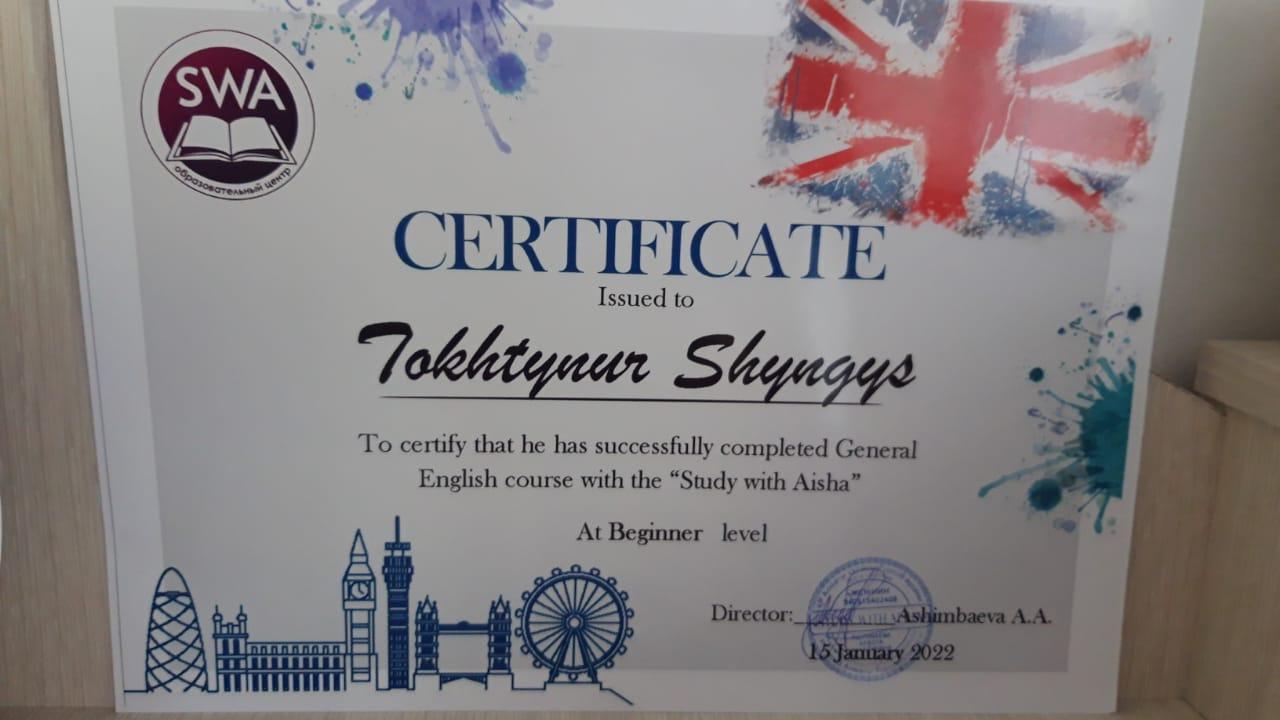 SWA
образовательный центр
CERTIFICATE
Issued to
Tokhtynur Shyngys
To certify that he has successfully completed General
English course with the “Study with Aisha”
At Beginner level
Director: Ashimbaeva A.A.
15 January 2022